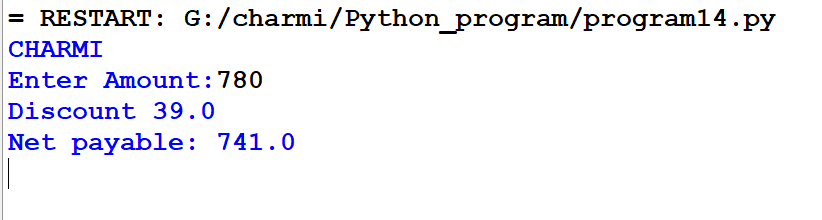 = RESTART: G:/charmi/Python_program/program14.py
CHARMI
Enter Amount:780
Discount 39.0
Net payable: 741.0